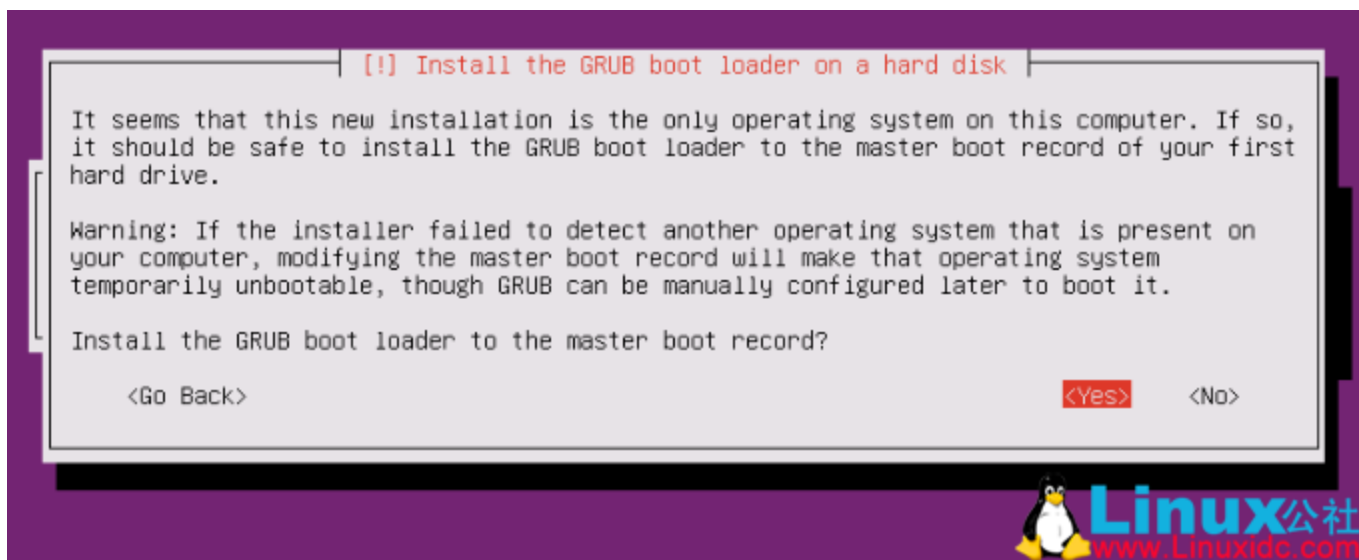 [!] Install the GRUB boot loader on a hard disk
It seems that this new installation is the only operating system on this computer. If so,
it should be safe to install the GRUB boot loader to the master boot record of your first
hard drive.
Warning: If the installer failed to detect another operating system that is present on
your computer, modifying the master boot record will make that operating system
temporarily unbootable, though GRUB can be manually configured later to boot it.
Install the GRUB boot loader to the master boot record?
<Go Back> <Yes> <No>
Linux公社
www.Linuxidc.com